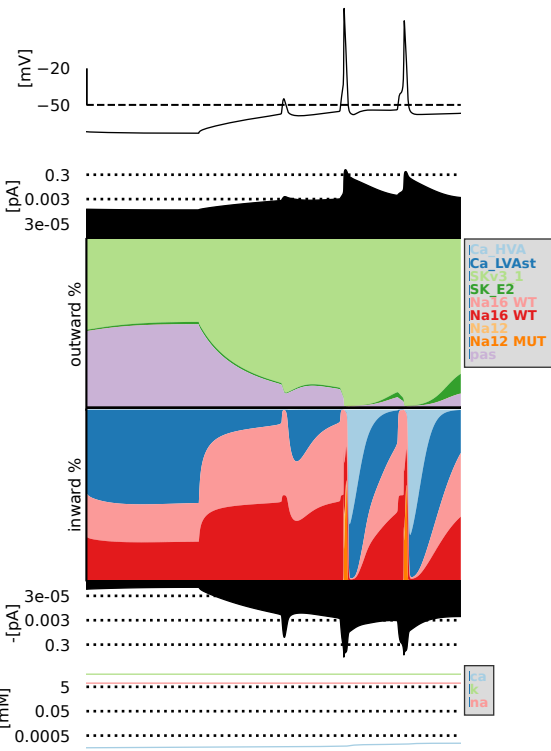 [mV]
−20
−50
[pA]
0.3
0.003
3e-05
outward %
Ca_HVA
Ca_LVAst
SKv3_1
SK_E2
Na16 WT
Na16 WT
Na12
Na12 MUT
pas
inward %
-[pA]
3e-05
0.003
0.3
[mM]
5
0.05
0.0005
ca
k
na